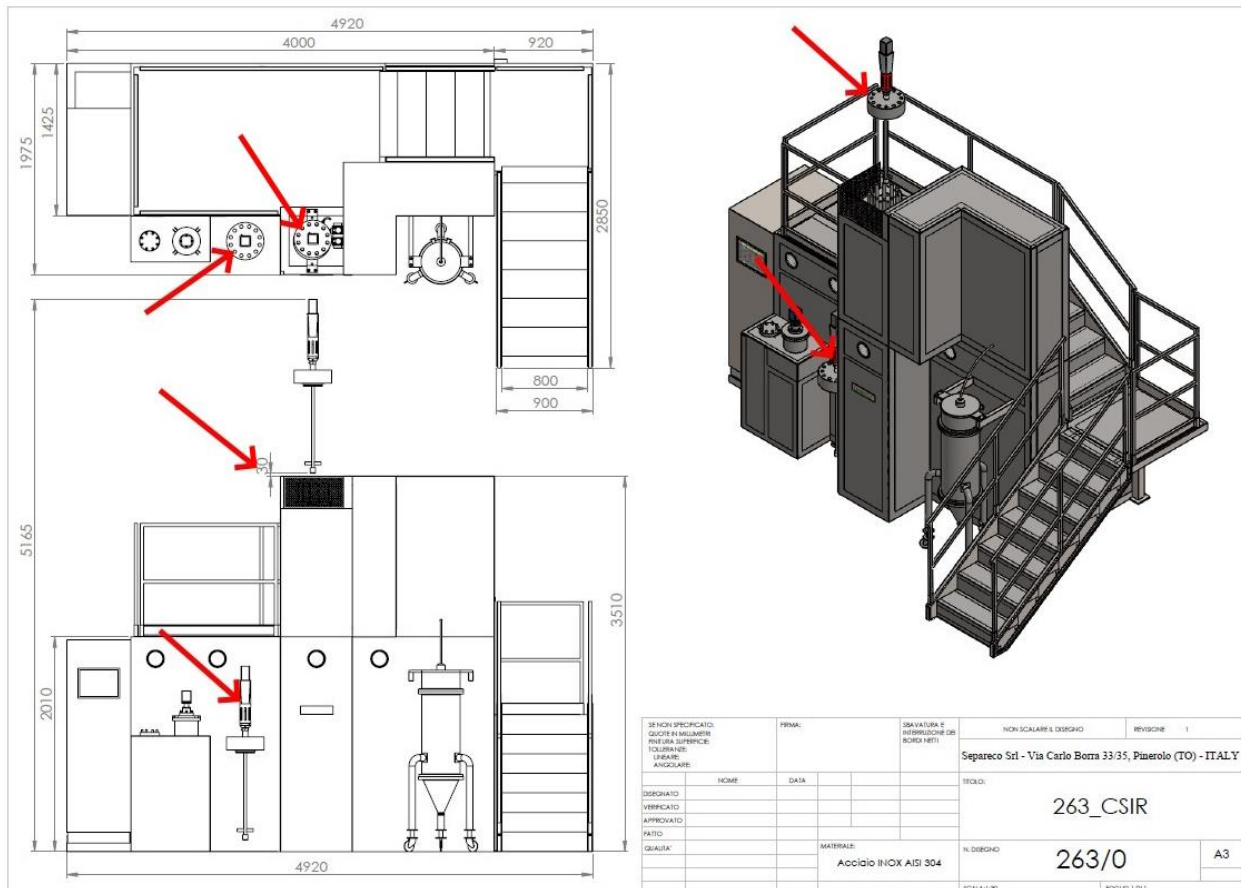 4920
4000
920
1975
1425
2850
800
900
5165
30
3510
2010
4920
SE NON SPECIFICATO:
QUOTE IN MILLIMETRI
FINITURA SUPERFICIE:
TOLLERANZE:
LINEARE:
ANGOLARE:
FIRMA:
SBAVATURA E
INTERRUZIONE DEI
BORDI NETTI
NON SCALARE IL DISEGNO
REVISIONE 1
Separeco Srl - Via Carlo Borra 33/35, Pinerolo (TO) - ITALY
NOME
DATA
TITOLO:
DISEGNATO
VERIFICATO
APPROVATO
FATTO
QUALITA'
263_CSIR
MATERIALE:
Acciaio INOX AISI 304
N. DISEGNO
263/0
A3